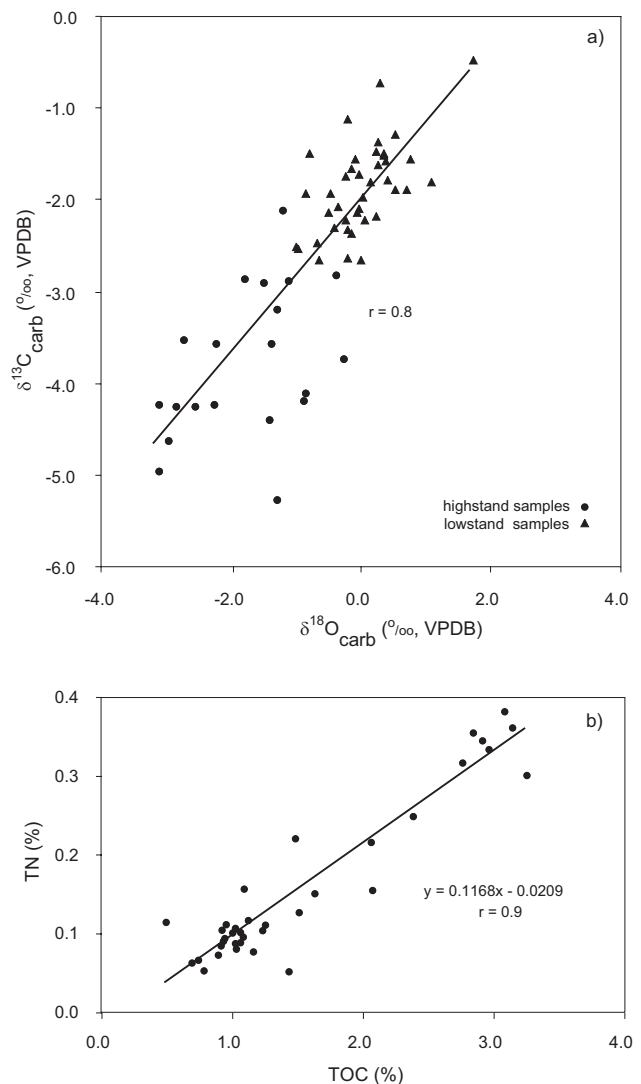 a)
0.0
-1.0
-2.0
-3.0
-4.0
-5.0
-6.0
δ13Ccarb (o/oo, VPDB)
r = 0.8
highstand samples
lowstand samples
-4.0 -2.0 0.0 2.0 4.0
δ18Ocarb (o/oo, VPDB)
b)
0.4
0.3
0.2
0.1
0.0
TN (%)
y = 0.1168x - 0.0209
r = 0.9
0.0 1.0 2.0 3.0 4.0
TOC (%)